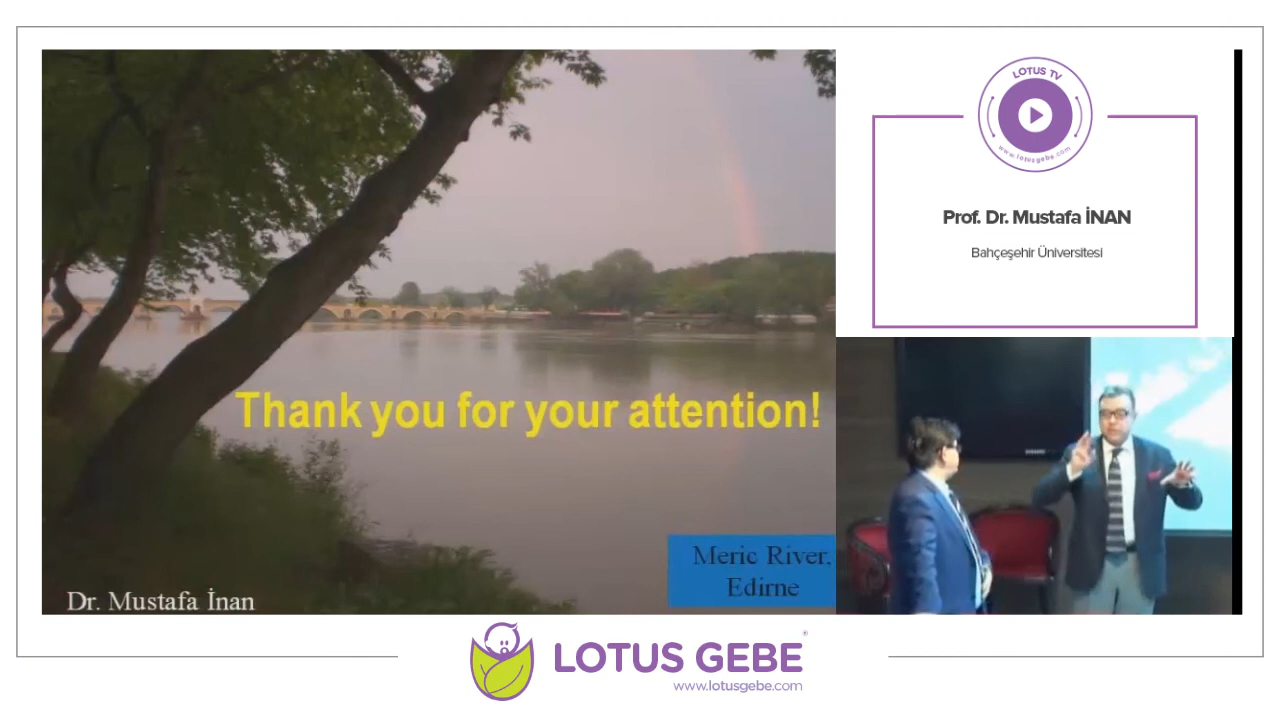 LOTUS TV
www.lotusgebe.com
Prof. Dr. Mustafa İNAN
Bahçeşehir Üniversitesi
Thank you for your attention!
Meric River,
Edirne
Dr. Mustafa İnan
LOTUS GEBE
®
www.lotusgebe.com